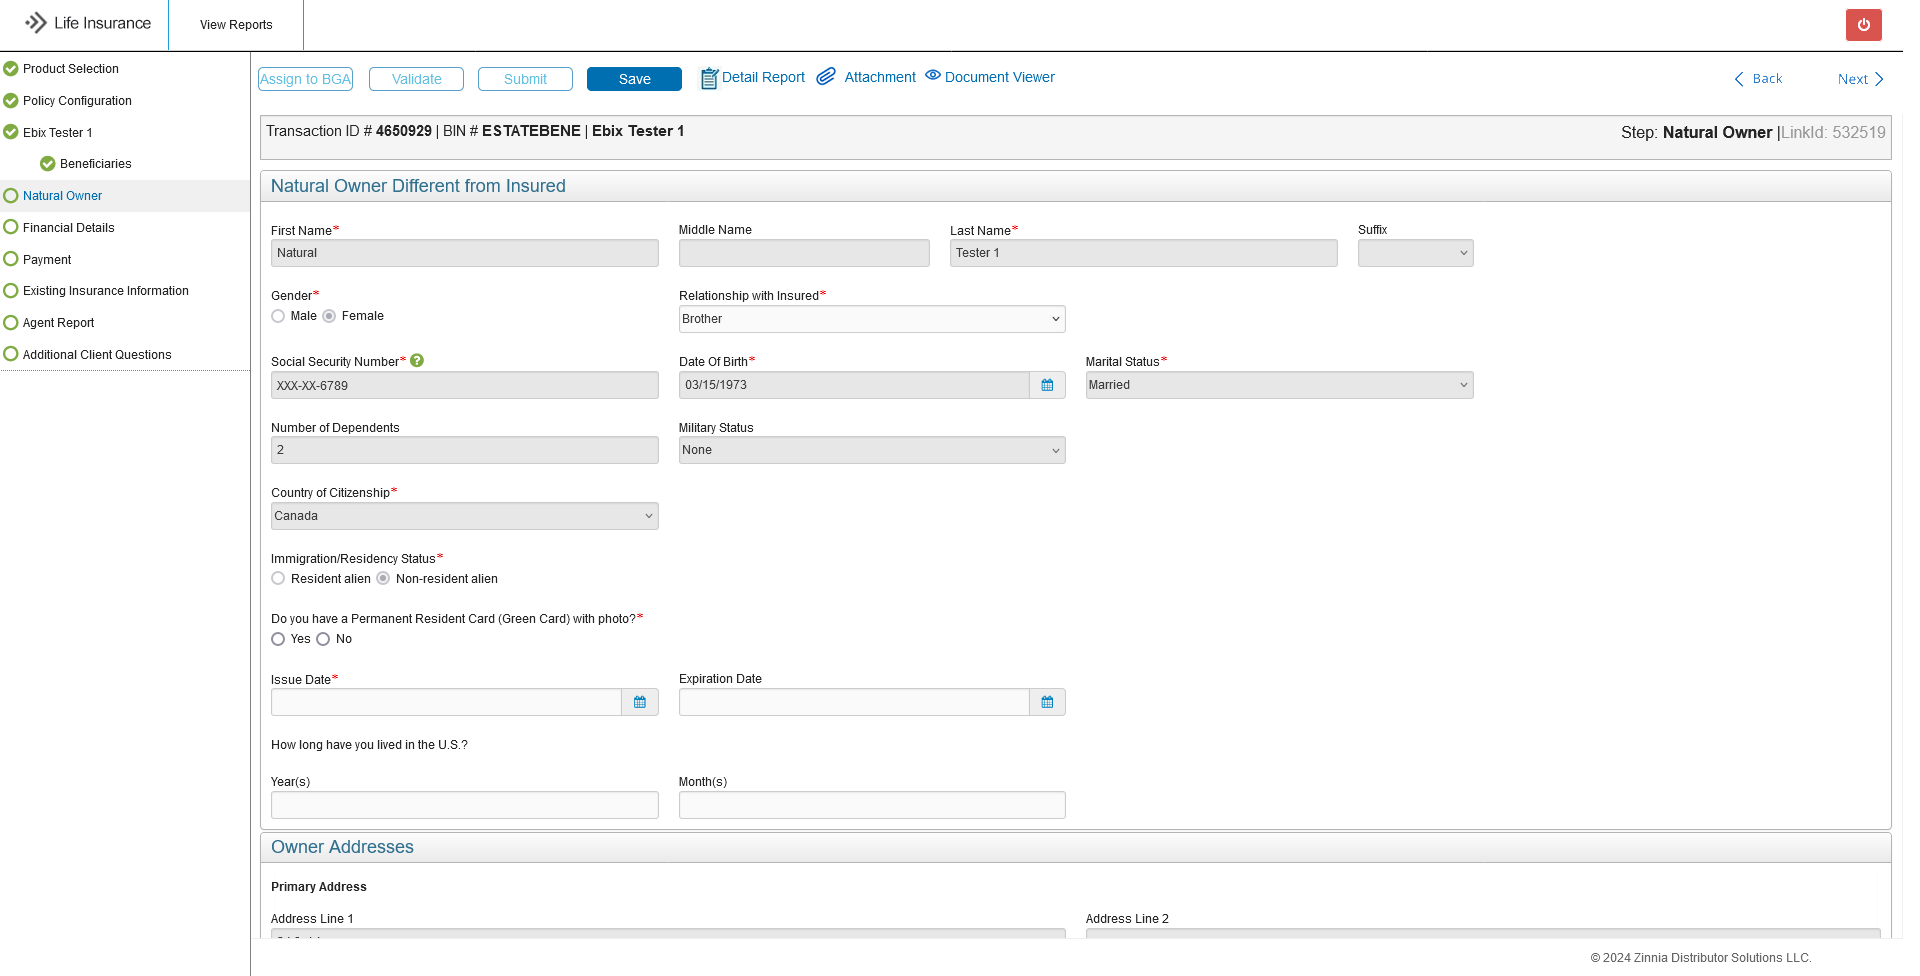 Life Insurance
View Reports
Product Selection
Policy Configuration
Ebix Tester 1
Beneficiaries
Natural Owner
Financial Details
Payment
Existing Insurance Information
Agent Report
Additional Client Questions
Assign to BGA Validate Submit Save Detail Report Attachment Document Viewer Back Next
Transaction ID # 4650929 | BIN # ESTATEBENE | Ebix Tester 1 Step: Natural Owner |LinkId: 532519
Natural Owner Different from Insured
First Name* Middle Name Last Name* Suffix
Natural Tester 1
Gender* Relationship with Insured*
Male Female Brother
Social Security Number* ? Date Of Birth* Marital Status*
XXX-XX-6789 03/15/1973 Married
Number of Dependents Military Status
2 None
Country of Citizenship*
Canada
Immigration/Residency Status*
Resident alien Non-resident alien
Do you have a Permanent Resident Card (Green Card) with photo?*
Yes No
Issue Date* Expiration Date
How long have you lived in the U.S.?
Year(s) Month(s)
Owner Addresses
Primary Address
Address Line 1 Address Line 2
© 2024 Zinnia Distributor Solutions LLC.